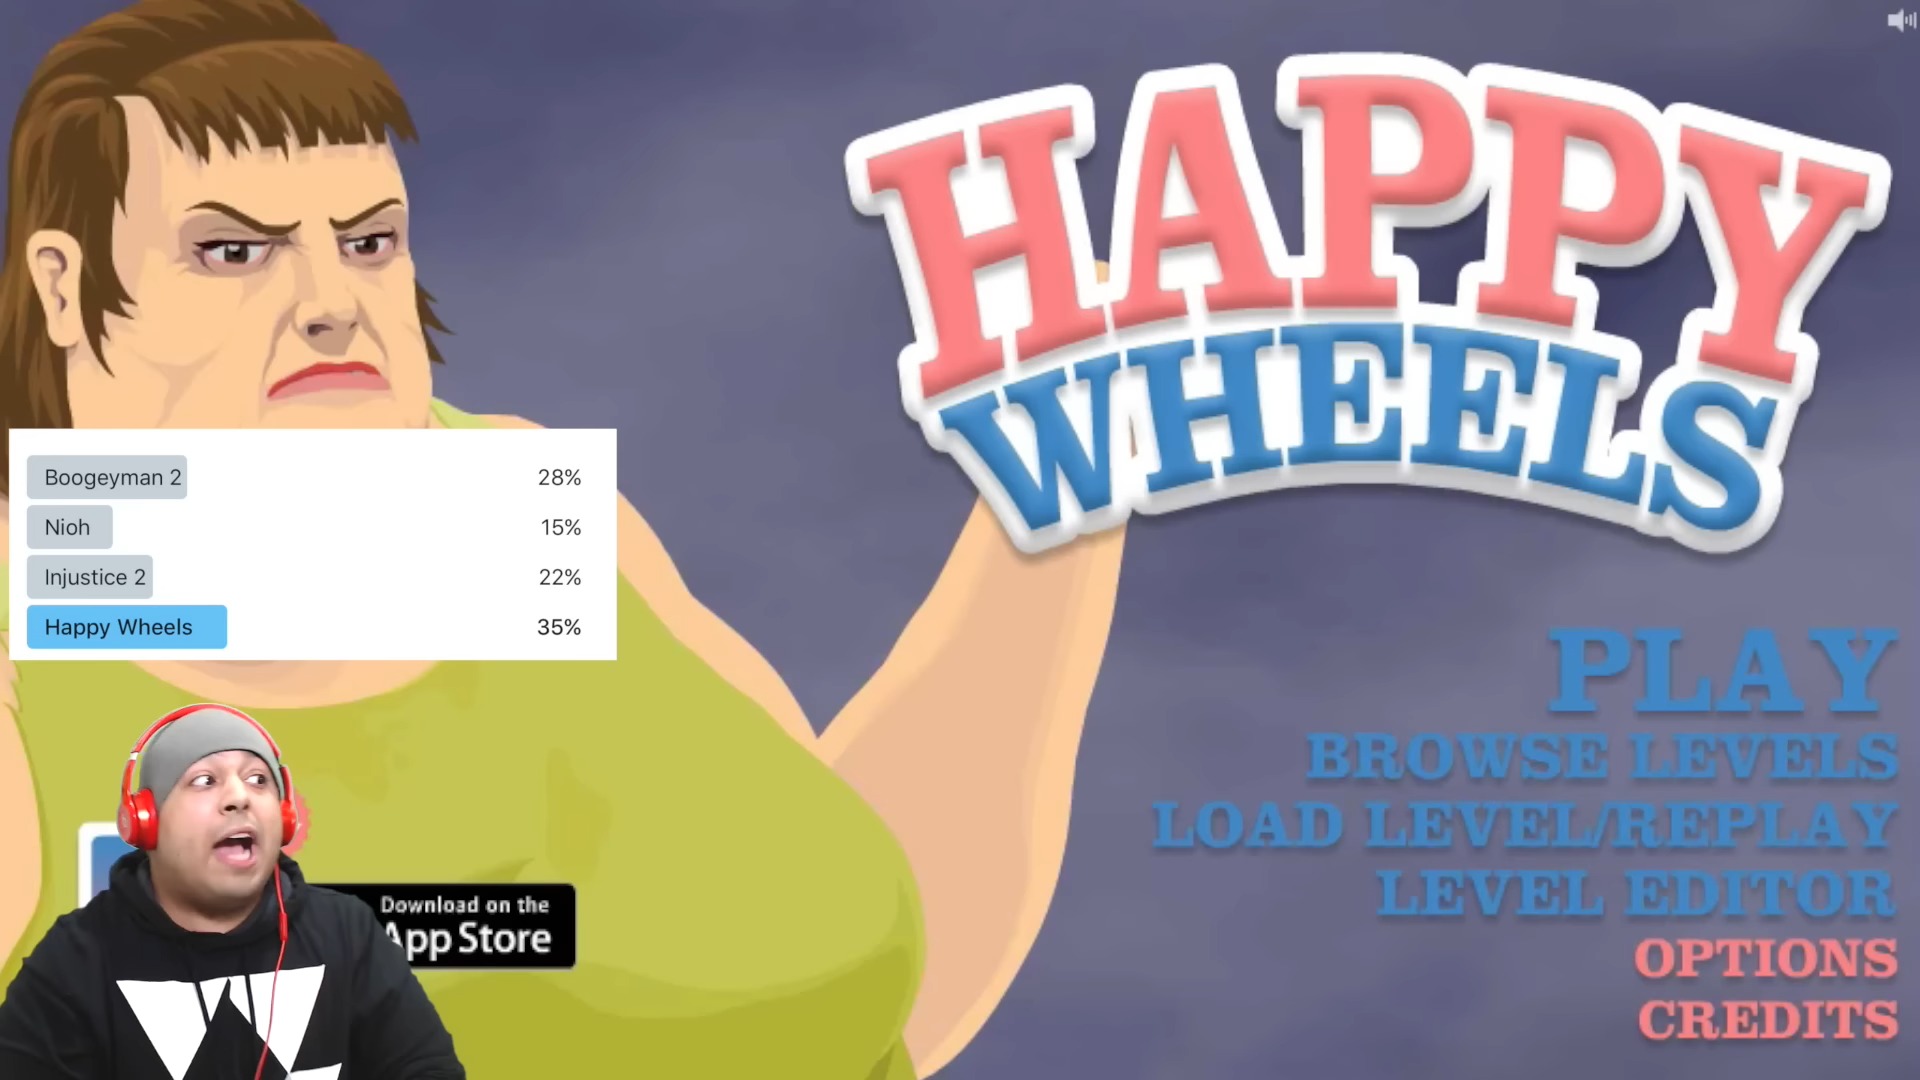 HAPPY
WHEELS
Boogeyman 2 28%
Nioh 15%
Injustice 2 22%
Happy Wheels 35%
PLAY
BROWSE LEVELS
LOAD LEVEL/REPLAY
LEVEL EDITOR
OPTIONS
CREDITS
Download on the
App Store